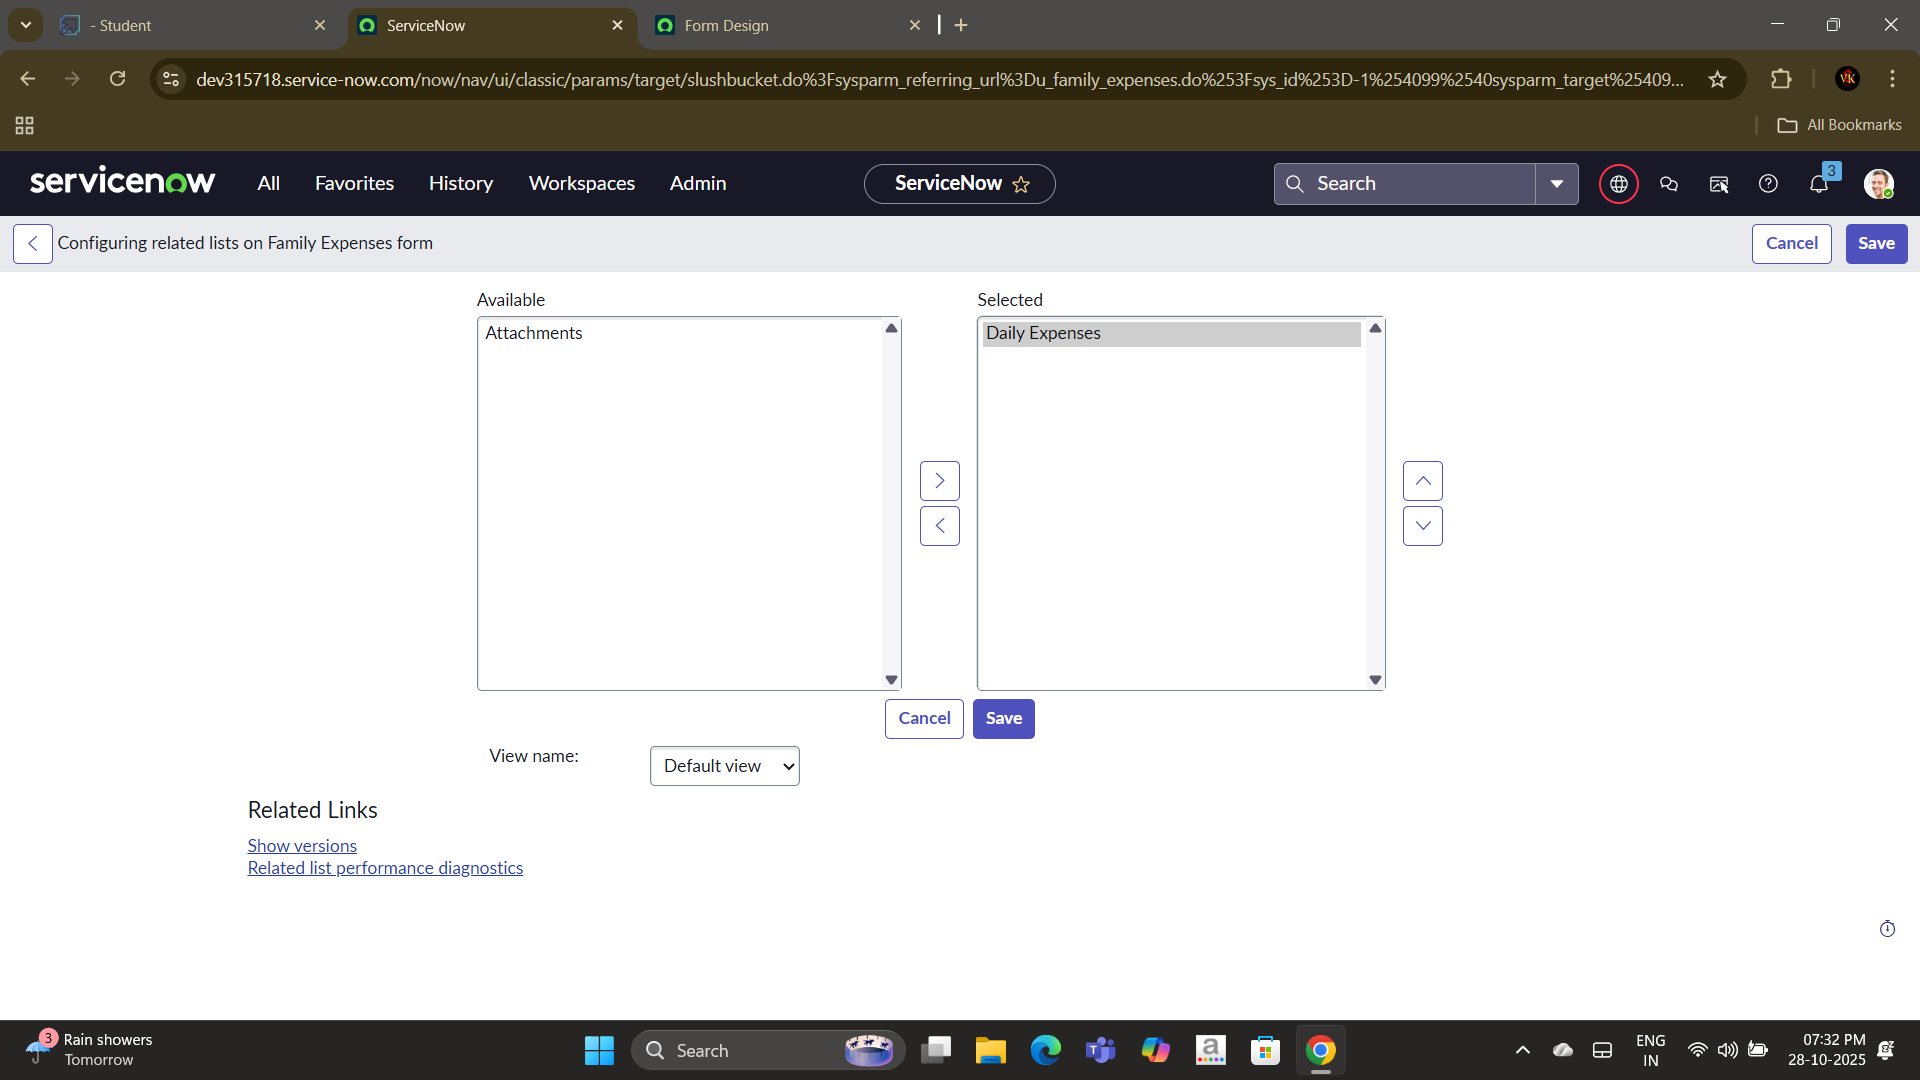 - Student
ServiceNow
Form Design
dev315718.service-now.com/now/nav/ui/classic/params/target/slushbucket.do%3Fsysparm_referring_url%3Du_family_expenses.do%253Fsys_id%253D-1%254099%2540sysparm_target%25409...
VK
All Bookmarks
servicenow
All
Favorites
History
Workspaces
Admin
ServiceNow
Search
3
Configuring related lists on Family Expenses form
Cancel
Save
Available
Selected
Attachments
Daily Expenses
Cancel
Save
View name:
Default view
Related Links
Show versions
Related list performance diagnostics
3
Rain showers
Tomorrow
Search
a
ENG
IN
07:32 PM
28-10-2025